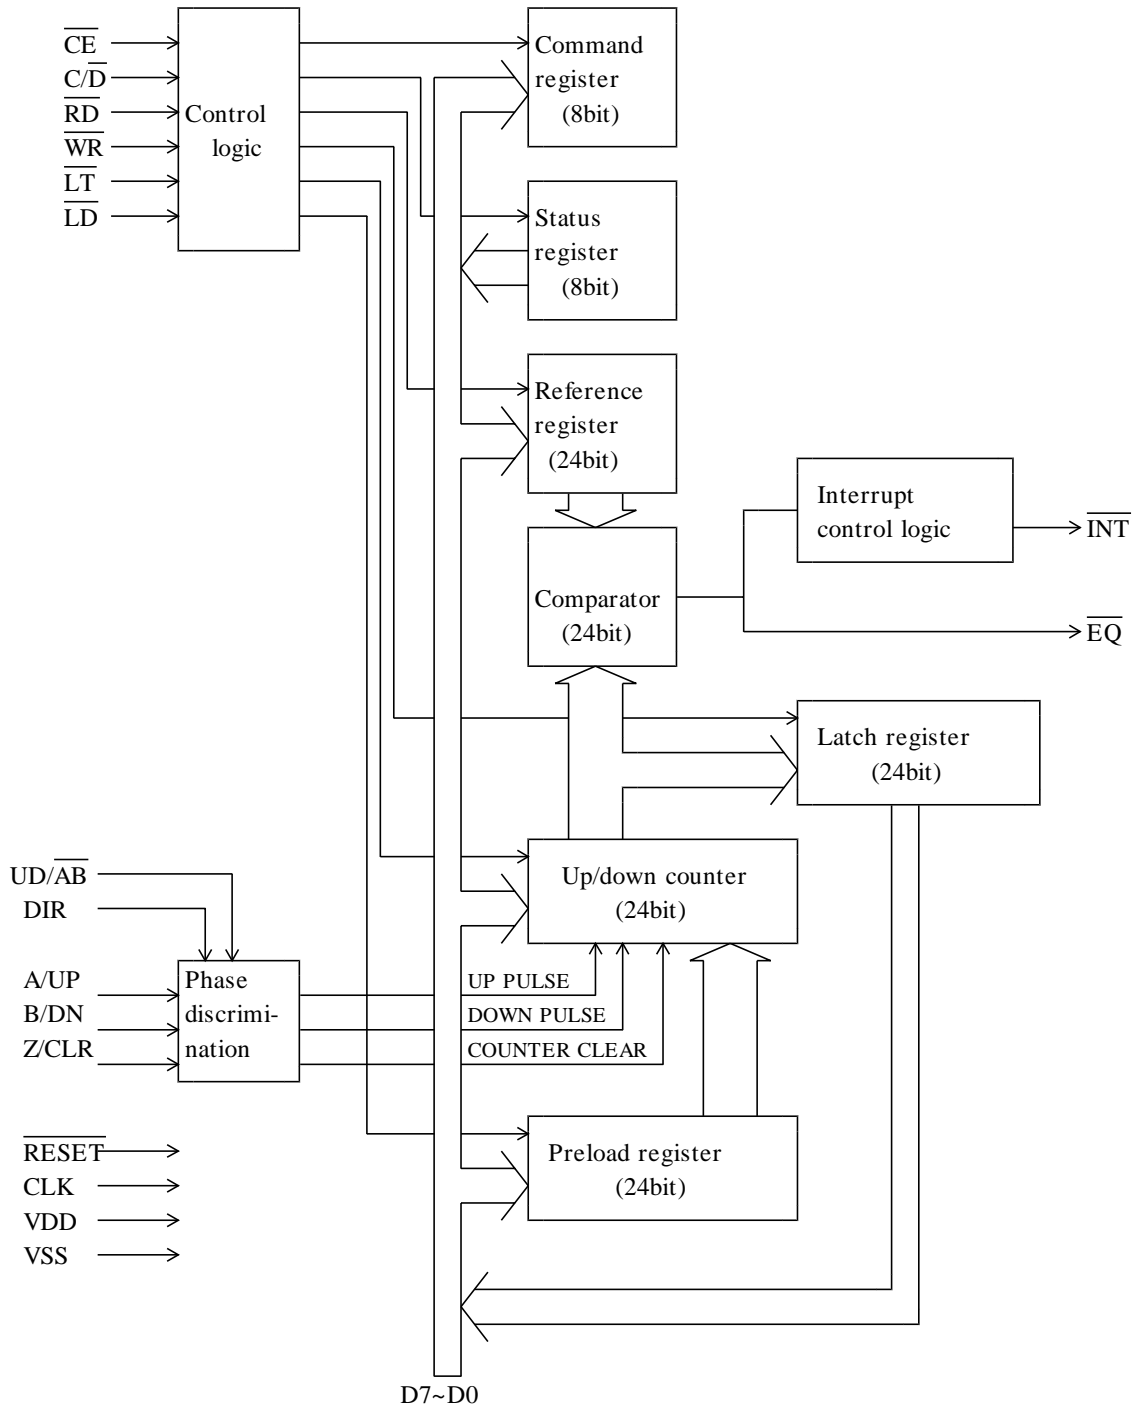 CE
C/D
RD
WR
LT
LD
Control
logic
Command
register
(8bit)
Status
register
(8bit)
Reference
register
(24bit)
Interrupt
control logic
INT
Comparator
(24bit)
EQ
Latch register
(24bit)
Up/down counter
(24bit)
UD/AB
DIR
A/UP
B/DN
Z/CLR
Phase
discrimi-
nation
UP PULSE
DOWN PULSE
COUNTER CLEAR
RESET
CLK
VDD
VSS
Preload register
(24bit)
D7~D0